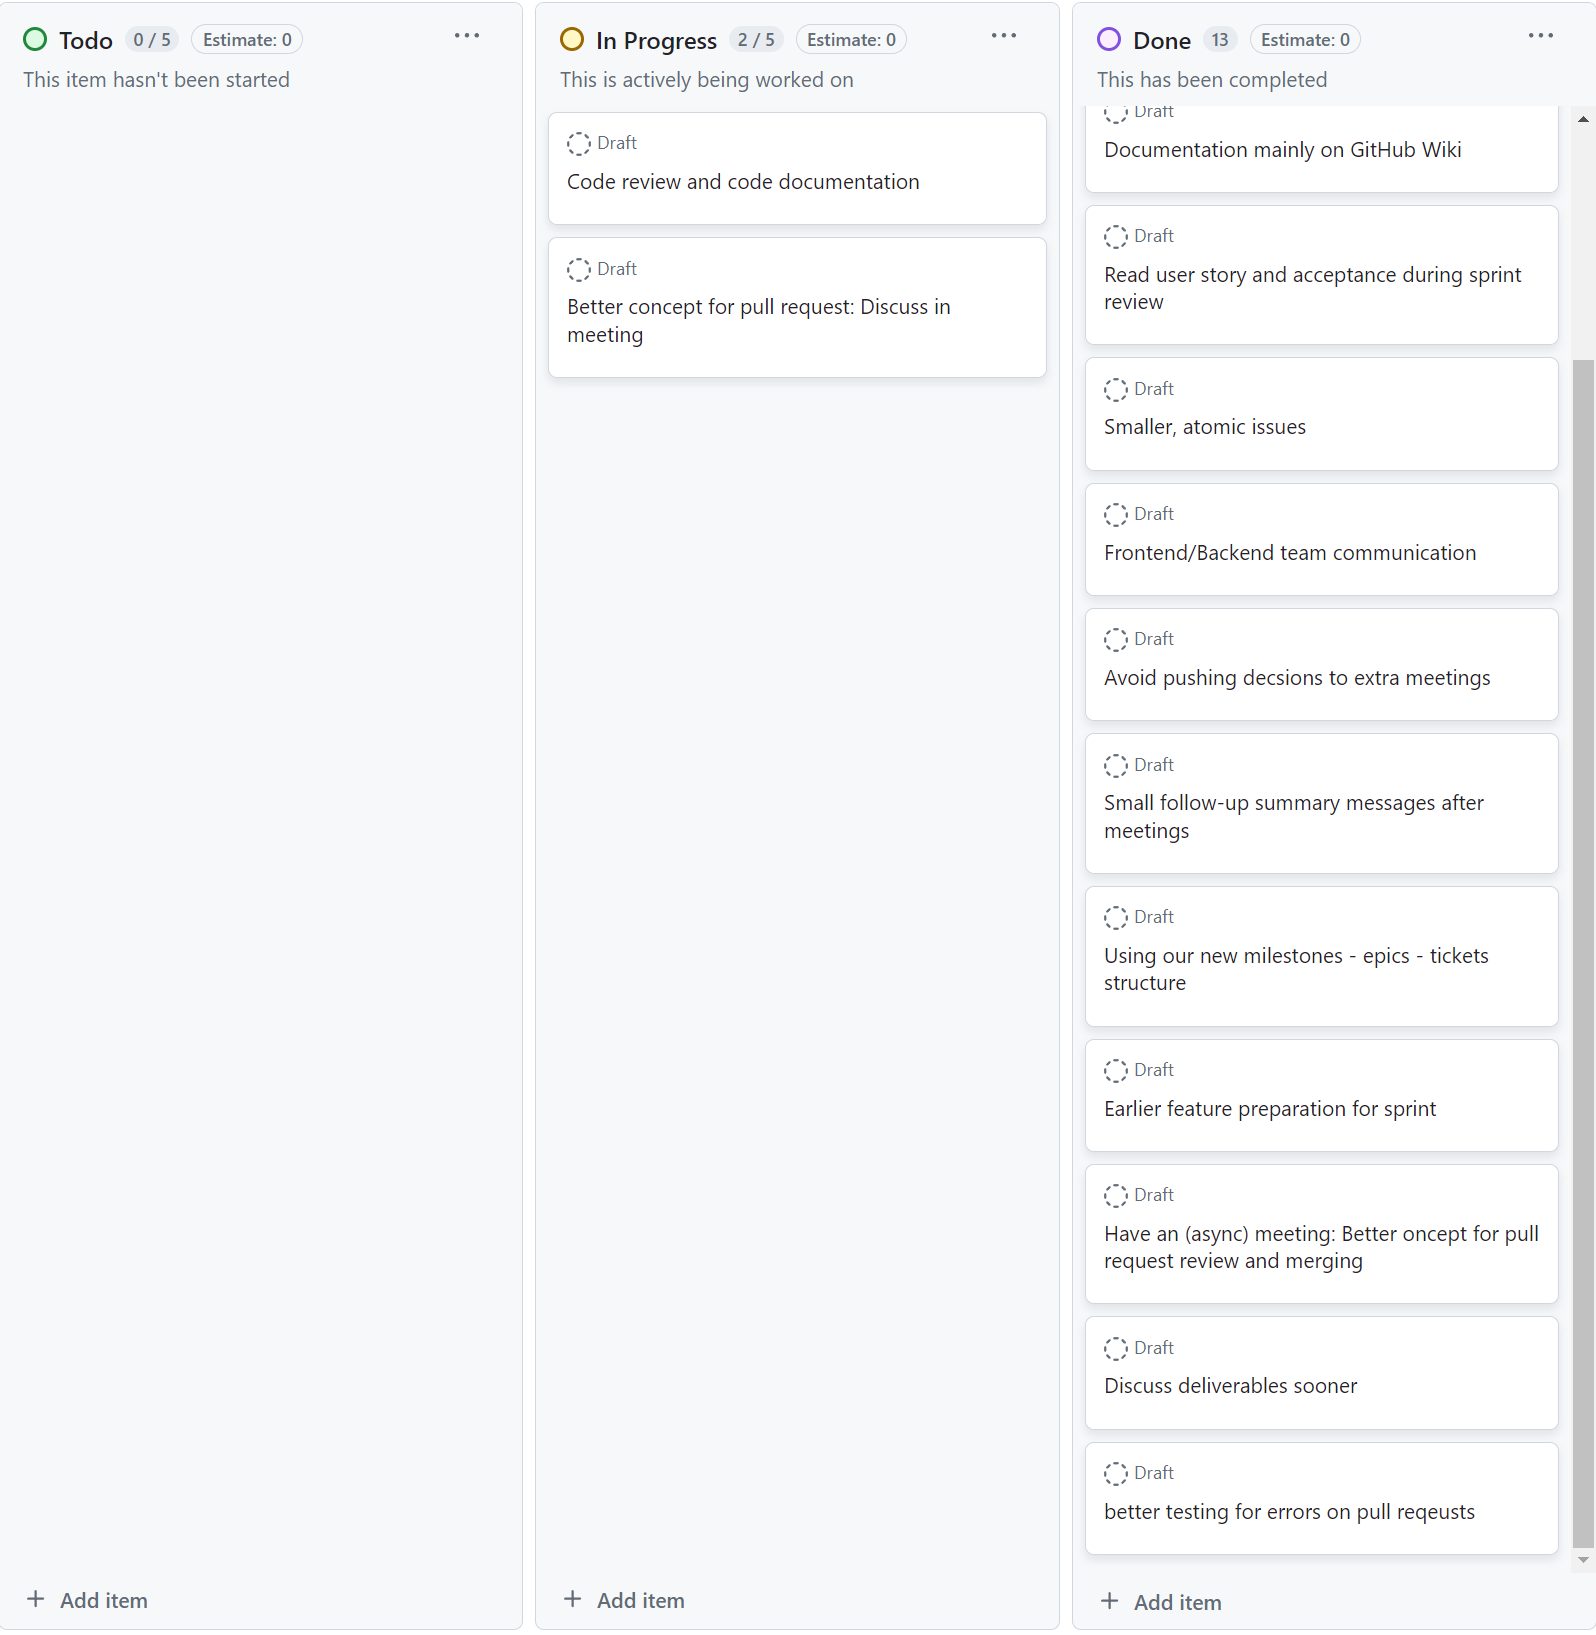 Todo 0 / 5 Estimate: 0
This item hasn't been started
Add item
In Progress 2 / 5 Estimate: 0
This is actively being worked on
Draft
Code review and code documentation
Draft
Better concept for pull request: Discuss in
meeting
Add item
Done 13 Estimate: 0
This has been completed
Draft
Documentation mainly on GitHub Wiki
Draft
Read user story and acceptance during sprint
review
Draft
Smaller, atomic issues
Draft
Frontend/Backend team communication
Draft
Avoid pushing decsions to extra meetings
Draft
Small follow-up summary messages after
meetings
Draft
Using our new milestones - epics - tickets
structure
Draft
Earlier feature preparation for sprint
Draft
Have an (async) meeting: Better oncept for pull
request review and merging
Draft
Discuss deliverables sooner
Draft
better testing for errors on pull reqeusts
Add item